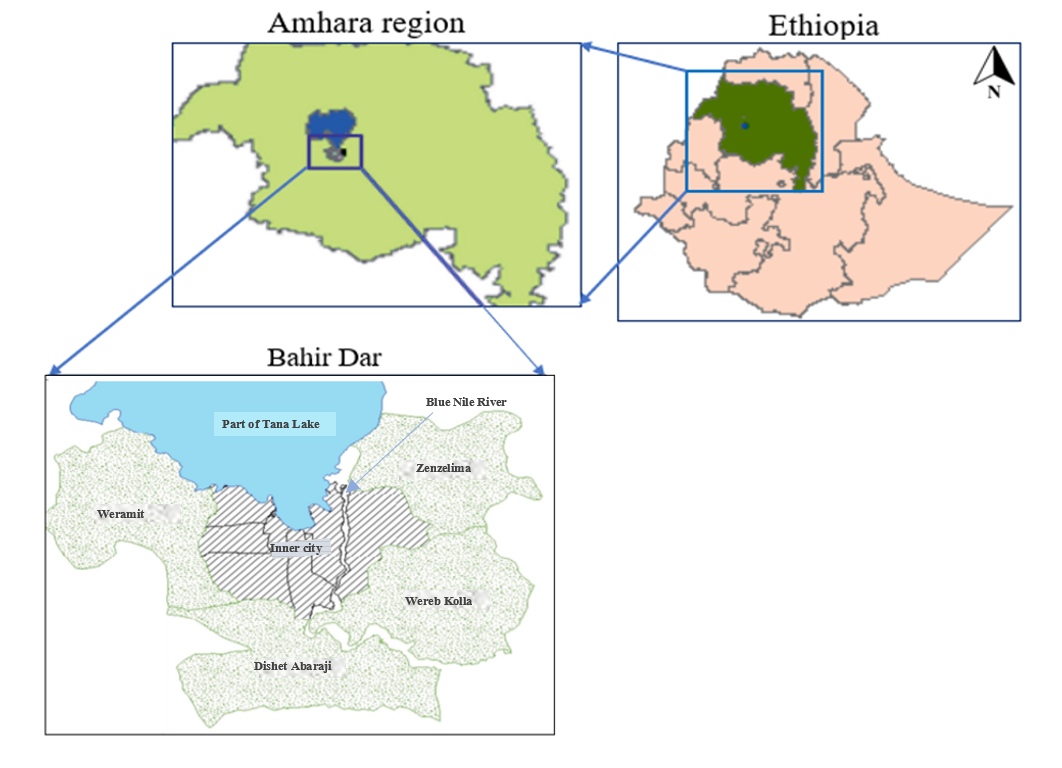 Amhara region
Ethiopia
N
Bahir Dar
Blue Nile River
Part of Tana Lake
Zenzelima
Weramit
Inner city
Wereb Kolla
Dishet Abaraji